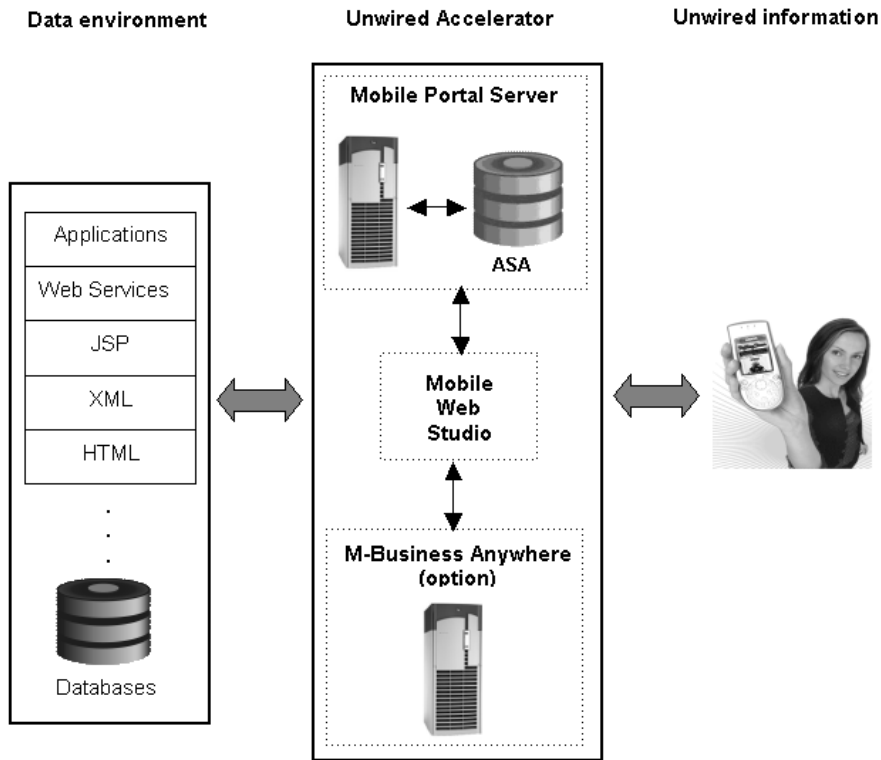 Data environment
Unwired Accelerator
Unwired information
Applications
Web Services
JSP
XML
HTML
Databases
Mobile Portal Server
ASA
Mobile
Web
Studio
M-Business Anywhere
(option)